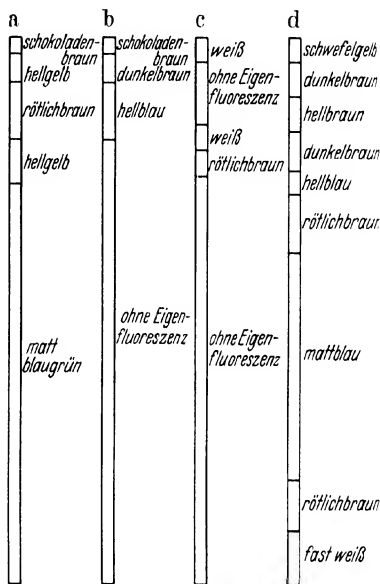 a
schokoladen-
braun
hellgelb
rötlichbraun
hellgelb
matt
blaugrün
b
schokoladen-
braun
dunkelbraun
hellblau
ohne Eigen-
fluoreszenz
c
weiß
ohne Eigen-
fluoreszenz
weiß
rötlichbraun
ohne Eigen-
fluoreszenz
d
schwefelgelb
dunkelbraun
hellbraun
dunkelbraun
hellblau
rötlichbraun
mattblau
rötlichbraun
fast weiß